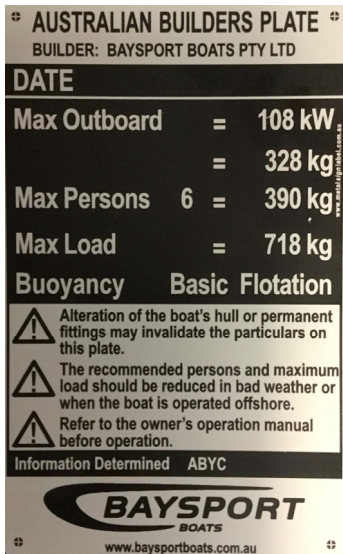 AUSTRALIAN BUILDERS PLATE
BUILDER: BAYSPORT BOATS PTY LTD
DATE
Max Outboard = 108 kW
= 328 kg
Max Persons 6 = 390 kg
Max Load = 718 kg
Buoyancy Basic Flotation
www.metalsignlabel.com.au
Alteration of the boat's hull or permanent
fittings may invalidate the particulars on
this plate.
The recommended persons and maximum
load should be reduced in bad weather or
when the boat is operated offshore.
Refer to the owner's operation manual
before operation.
Information Determined ABYC
BAYSPORT
BOATS
www.baysportboats.com.au